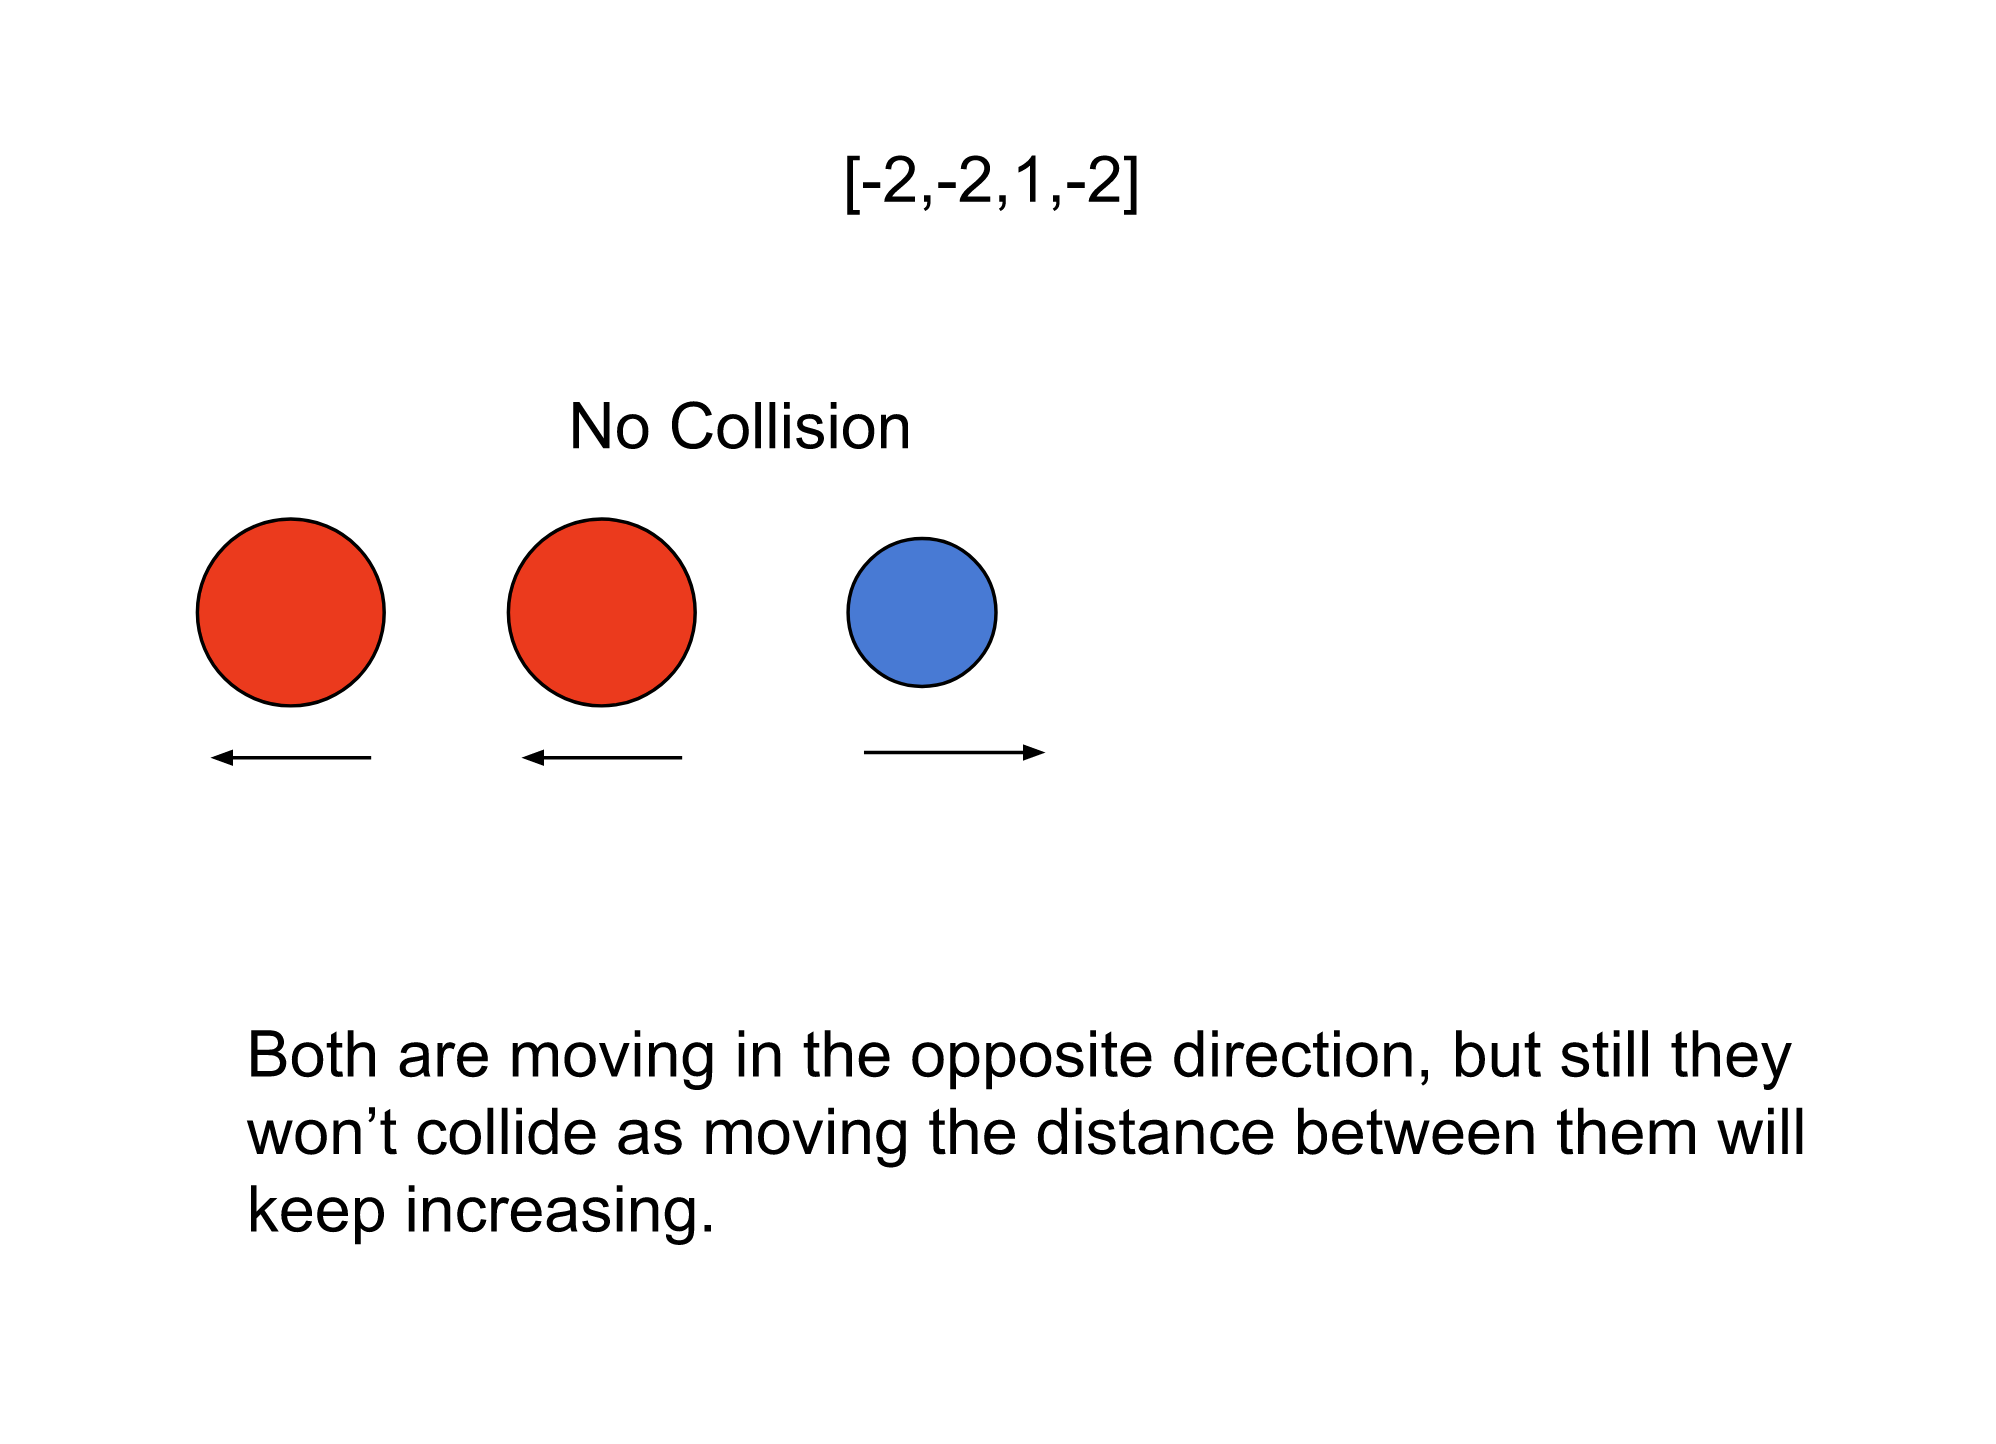 [-2,-2,1,-2]
No Collision
Both are moving in the opposite direction, but still they
won’t collide as moving the distance between them will
keep increasing.